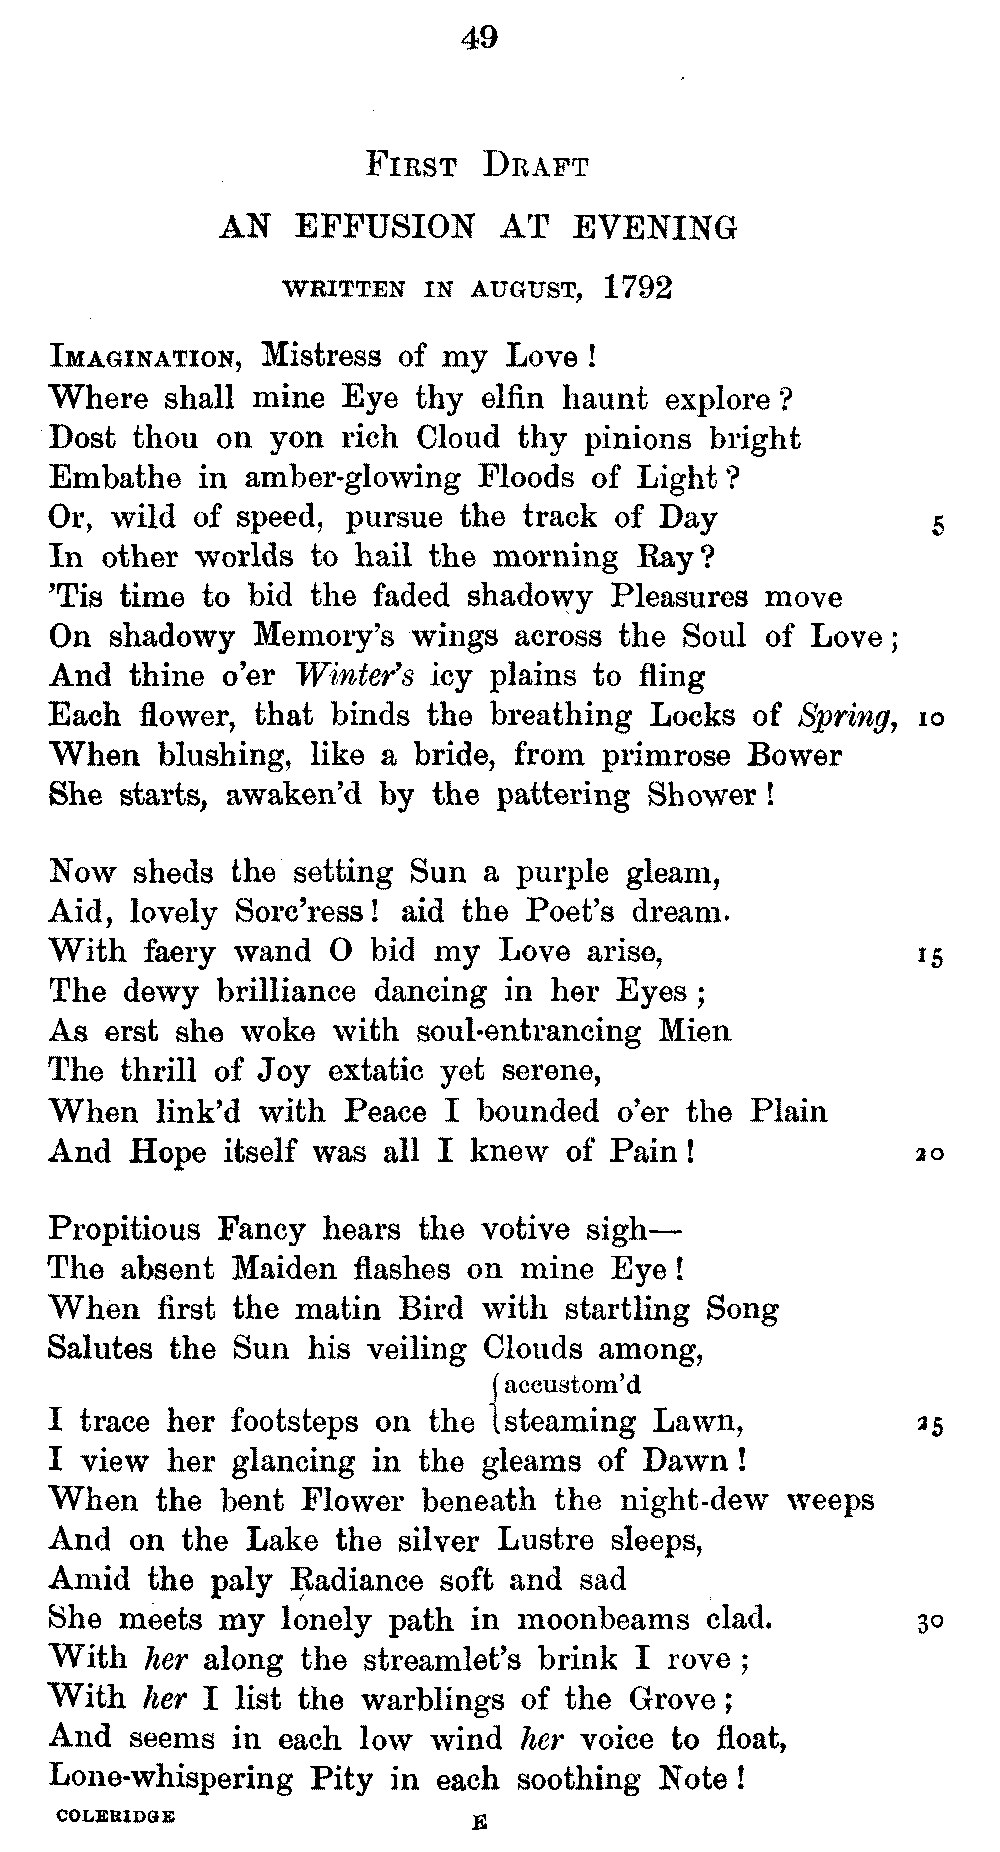 49
FIRST DRAFT
AN EFFUSION AT EVENING
WRITTEN IN AUGUST, 1792
IMAGINATION, Mistress of my Love!
Where shall mine Eye thy elfin haunt explore?
Dost thou on yon rich Cloud thy pinions bright
Embathe in amber-glowing Floods of Light?
Or, wild of speed, pursue the track of Day 5
In other worlds to hail the morning Ray?
'Tis time to bid the faded shadowy Pleasures move
On shadowy Memory's wings across the Soul of Love;
And thine o'er Winter's icy plains to fling
Each flower, that binds the breathing Locks of Spring, 10
When blushing, like a bride, from primrose Bower
She starts, awaken'd by the pattering Shower!
Now sheds the setting Sun a purple gleam,
Aid, lovely Sorc'ress! aid the Poet's dream.
With faery wand O bid my Love arise, 15
The dewy brilliance dancing in her Eyes;
As erst she woke with soul-entrancing Mien
The thrill of Joy extatic yet serene,
When link'd with Peace I bounded o'er the Plain
And Hope itself was all I knew of Pain! 20
Propitious Fancy hears the votive sigh—
The absent Maiden flashes on mine Eye!
When first the matin Bird with startling Song
Salutes the Sun his veiling Clouds among,
accustom'd
I trace her footsteps on the steaming Lawn, 25
I view her glancing in the gleams of Dawn!
When the bent Flower beneath the night-dew weeps
And on the Lake the silver Lustre sleeps,
Amid the paly Radiance soft and sad
She meets my lonely path in moonbeams clad. 30
With her along the streamlet's brink I rove;
With her I list the warblings of the Grove;
And seems in each low wind her voice to float,
Lone-whispering Pity in each soothing Note!
COLERIDGE E